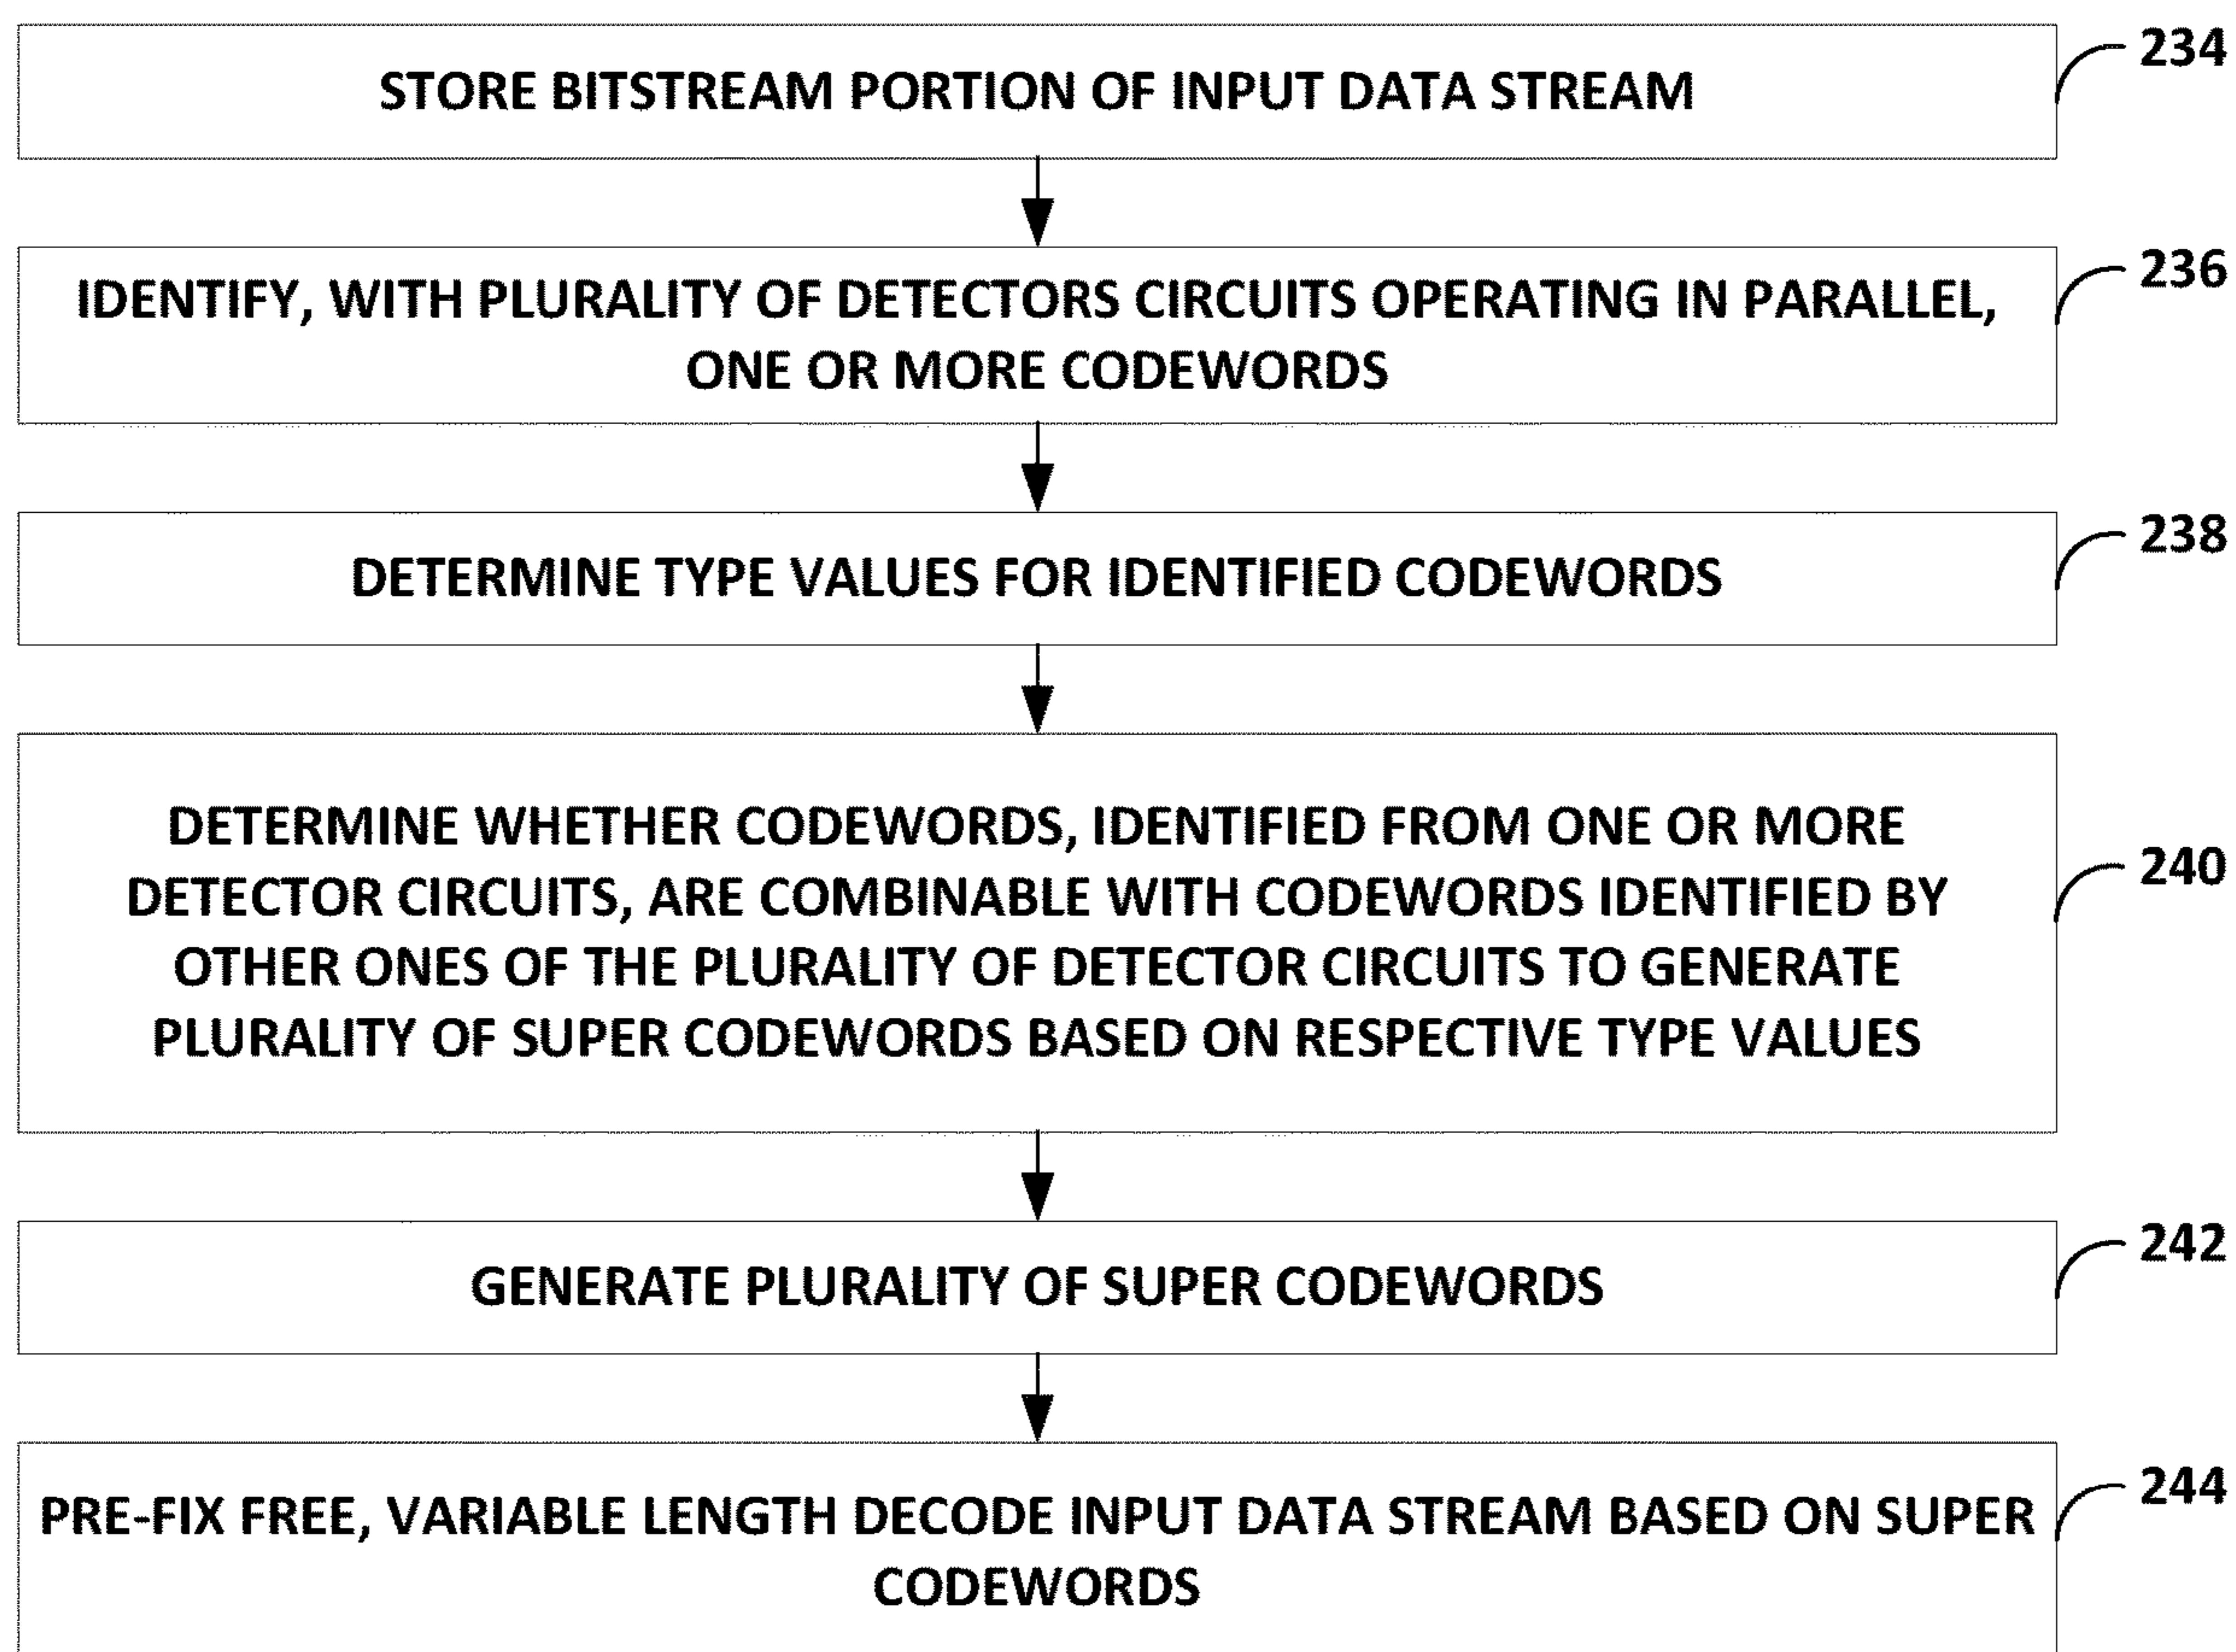 STORE BITSTREAM PORTION OF INPUT DATA STREAM
234
IDENTIFY, WITH PLURALITY OF DETECTORS CIRCUITS OPERATING IN PARALLEL,
ONE OR MORE CODEWORDS
236
DETERMINE TYPE VALUES FOR IDENTIFIED CODEWORDS
238
DETERMINE WHETHER CODEWORDS, IDENTIFIED FROM ONE OR MORE
DETECTOR CIRCUITS, ARE COMBINABLE WITH CODEWORDS IDENTIFIED BY
OTHER ONES OF THE PLURALITY OF DETECTOR CIRCUITS TO GENERATE
PLURALITY OF SUPER CODEWORDS BASED ON RESPECTIVE TYPE VALUES
240
GENERATE PLURALITY OF SUPER CODEWORDS
242
PRE-FIX FREE, VARIABLE LENGTH DECODE INPUT DATA STREAM BASED ON SUPER
CODEWORDS
244